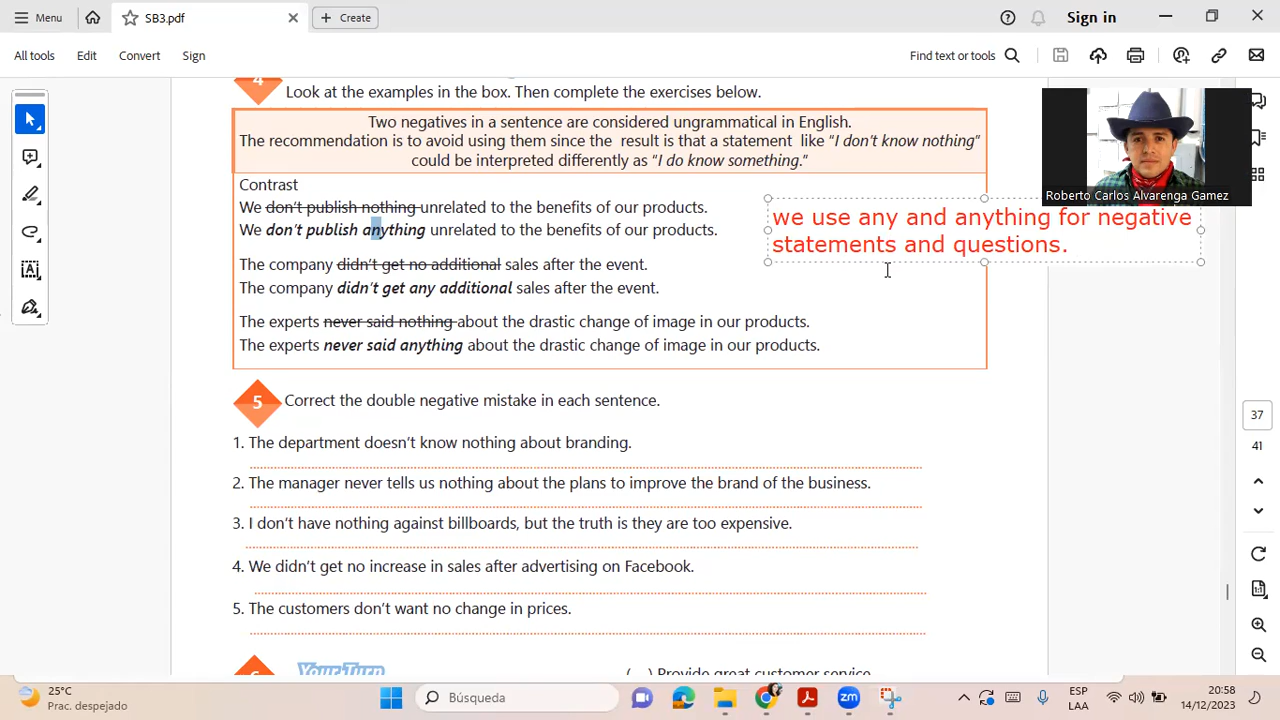 Menu
SB3.pdf
Create
Sign in
All tools
Edit
Convert
Sign
Find text or tools
4
Look at the examples in the box. Then complete the exercises below.
Two negatives in a sentence are considered ungrammatical in English.
The recommendation is to avoid using them since the result is that a statement like “I don’t know nothing”
could be interpreted differently as “I do know something.”
Roberto Carlos Alvarenga Gamez
Contrast
We don’t publish nothing unrelated to the benefits of our products.
We don’t publish anything unrelated to the benefits of our products.
we use any and anything for negative
statements and questions.
The company didn’t get no additional sales after the event.
The company didn’t get any additional sales after the event.
The experts never said nothing about the drastic change of image in our products.
The experts never said anything about the drastic change of image in our products.
5 Correct the double negative mistake in each sentence.
1. The department doesn’t know nothing about branding.
2. The manager never tells us nothing about the plans to improve the brand of the business.
3. I don’t have nothing against billboards, but the truth is they are too expensive.
4. We didn’t get no increase in sales after advertising on Facebook.
5. The customers don’t want no change in prices.
37
41
Your Turn
( ) Provide great customer service
25°C
Prac. despejado
Búsqueda
ESP
LAA
20:58
14/12/2023